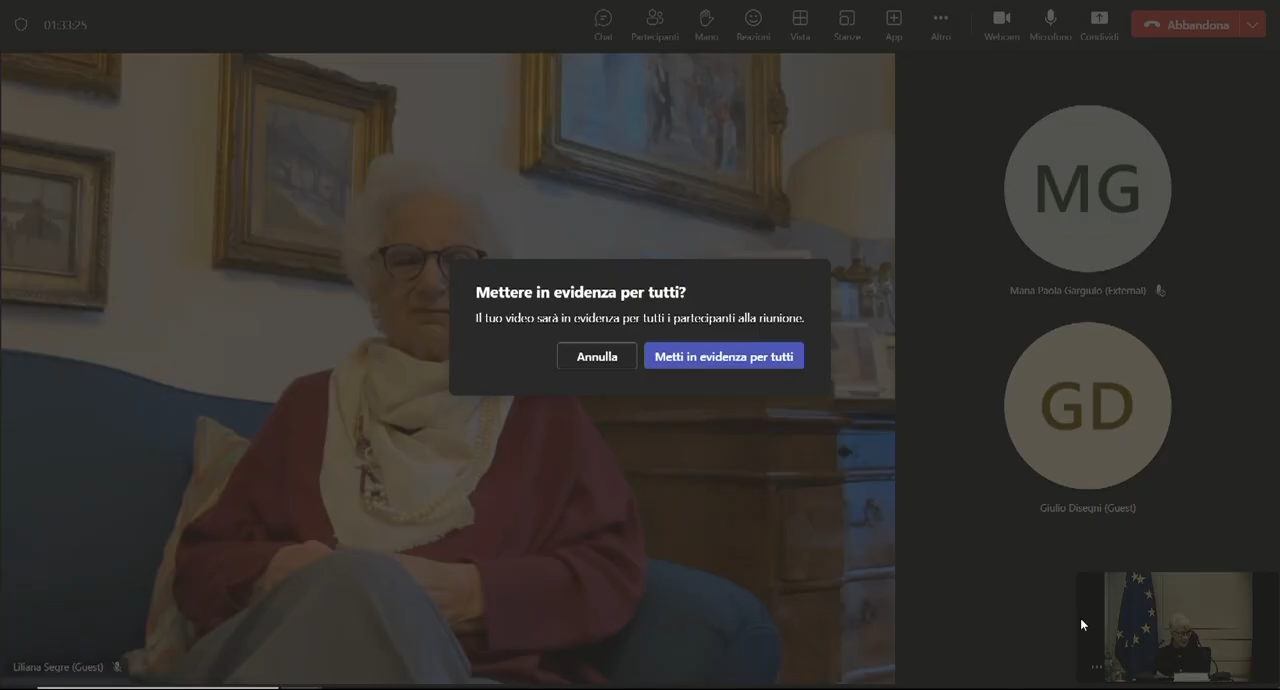 01:33:25
Chat
Partecipanti
Mano
Reazioni
Vista
Stanze
App
Altro
Webcam
Microfono
Condividi
Abbandona
MG
Maria Paola Gargiulo (External)
Mettere in evidenza per tutti?
Il tuo video sarà in evidenza per tutti i partecipanti alla riunione.
Annulla
Metti in evidenza per tutti
GD
Giulio Disegni (Guest)
Liliana Segre (Guest)